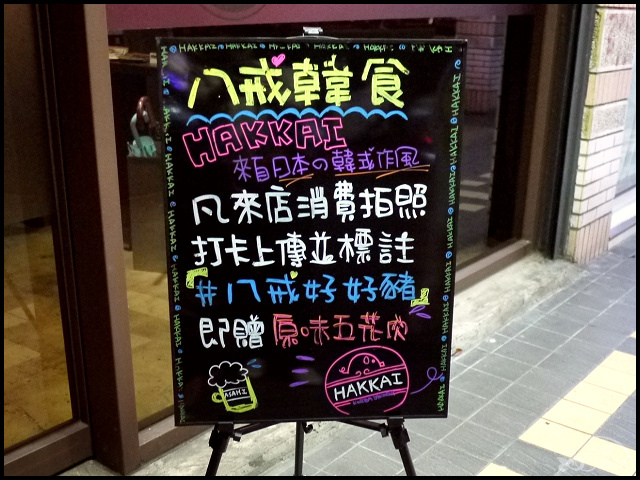 八戒韓食
HAKKAI
來自日本の韓式作風
凡來店消費拍照
打卡上傳並標註
『#八戒好好豬』
即贈原味五花肉
ASAHI
HAKKAI